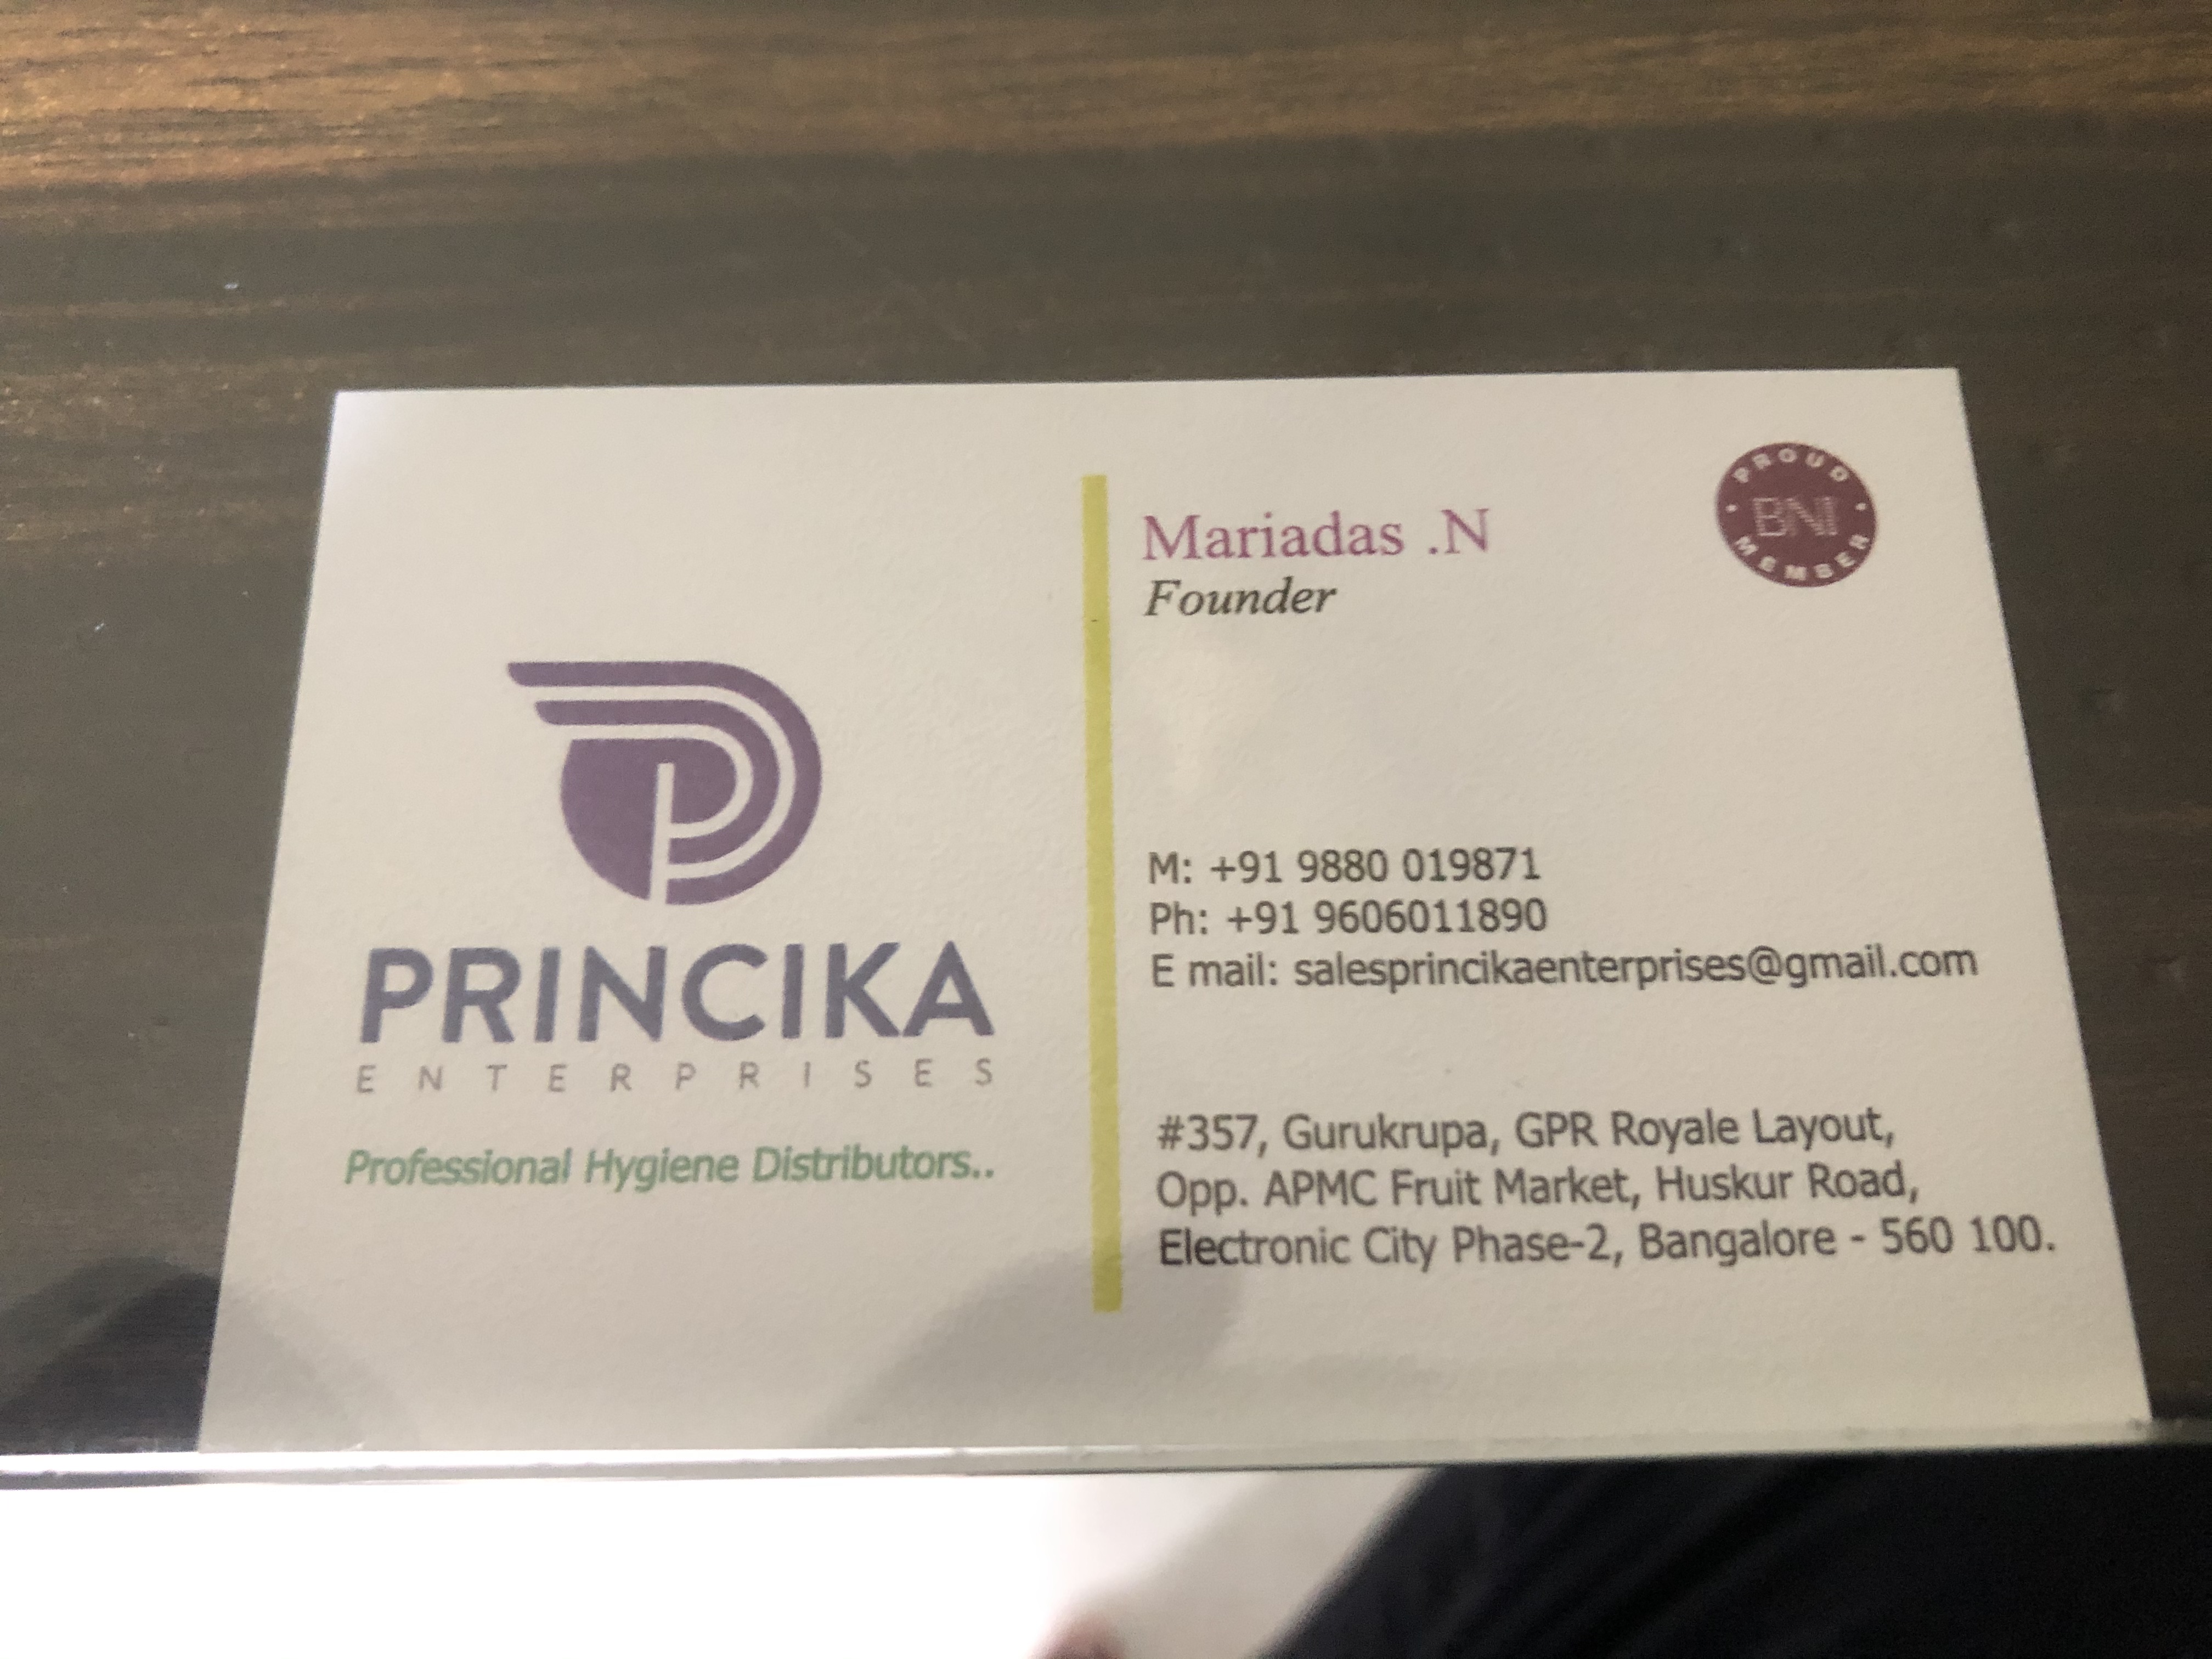 PROUD
BNI
MEMBER
Mariadas .N
Founder
P
PRINCIKA
ENTERPRISES
Professional Hygiene Distributors..
M: +91 9880 019871
Ph: +91 9606011890
E mail: salesprincikaenterprises@gmail.com
#357, Gurukrupa, GPR Royale Layout,
Opp. APMC Fruit Market, Huskur Road,
Electronic City Phase-2, Bangalore - 560 100.